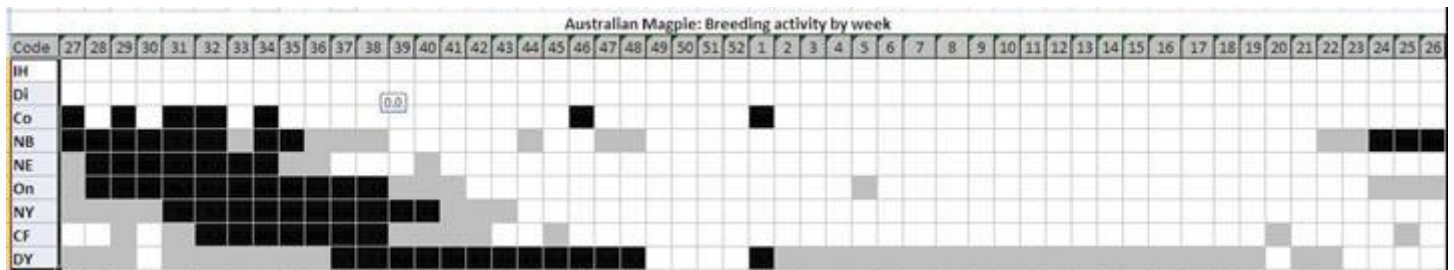 Australian Magpie: Breeding activity by week
Code 27 28 29 30 31 32 33 34 35 36 37 38 39 40 41 42 43 44 45 46 47 48 49 50 51 52 1 2 3 4 5 6 7 8 9 10 11 12 13 14 15 16 17 18 19 20 21 22 23 24 25 26
IH
Di
0.0
Co
NB
NE
On
NY
CF
DY